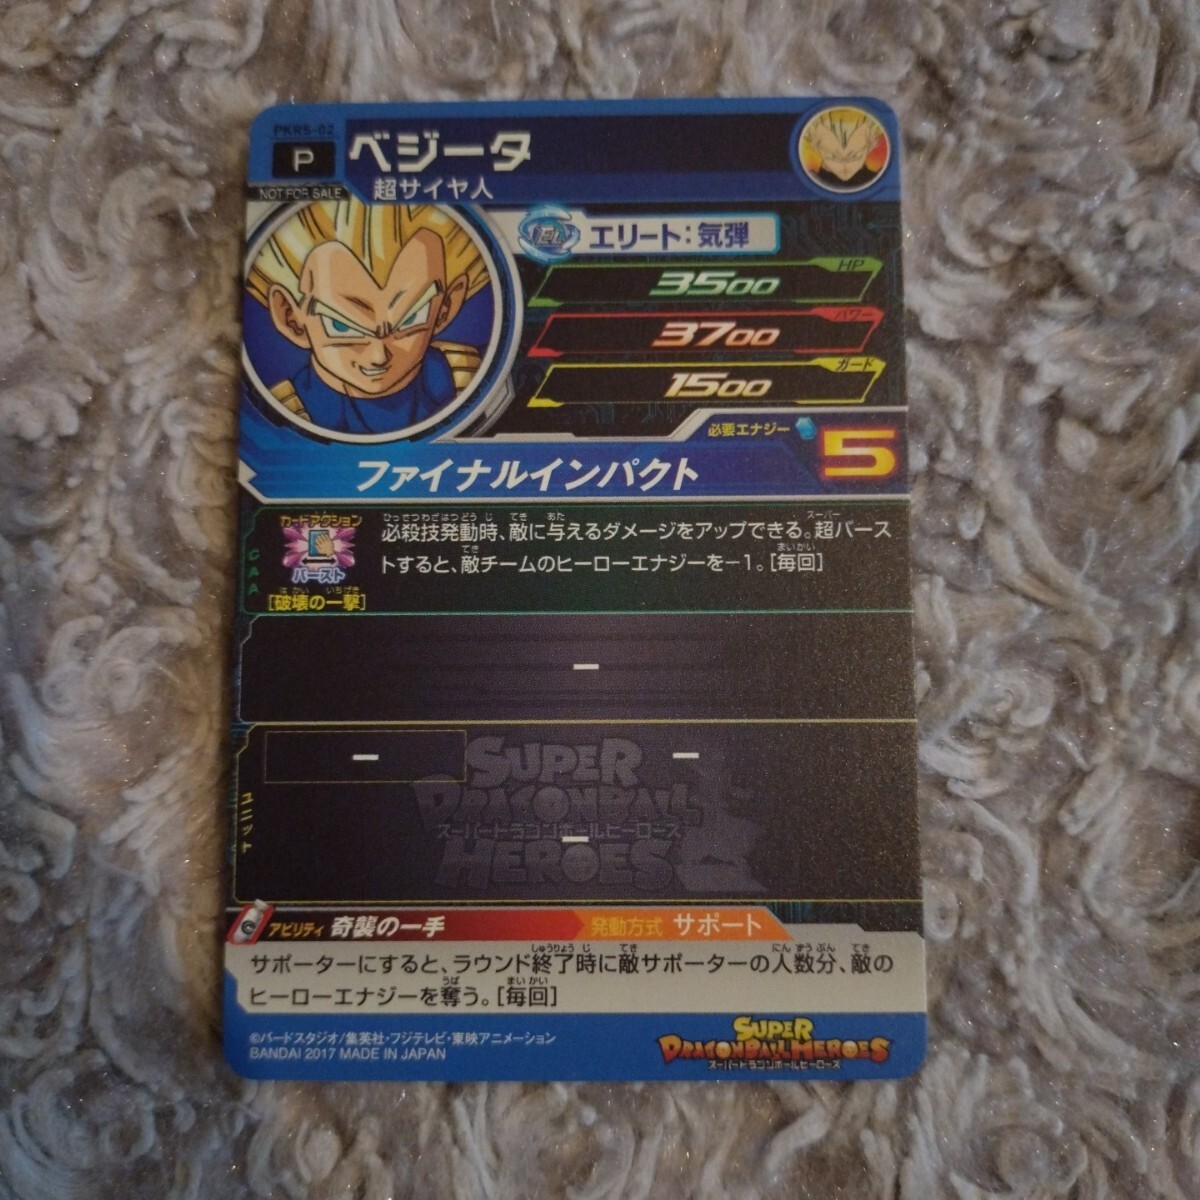 PKRS-02
P
NOT FOR SALE
ベジータ
超サイヤ人
エリート:気弾
HP
3500
パワー
3700
ガード
1500
必要エナジー
5
ファイナルインパクト
CAA
カードアクション
バースト
[破壊の一撃]
必殺技発動時、敵に与えるダメージをアップできる。超バース
トすると、敵チームのヒーローエナジーを-1。[毎回]
-
ユニット
-
-
-
SUPER
DRAGONBALL
スーパードラゴンボールヒーローズ
HEROES
アビリティ 奇襲の一手
発動方式 サポート
サポーターにすると、ラウンド終了時に敵サポーターの人数分、敵の
ヒーローエナジーを奪う。[毎回]
©バードスタジオ/集英社・フジテレビ・東映アニメーション
BANDAI 2017 MADE IN JAPAN
SUPER
DRAGONBALL HEROES
スーパードラゴンボールヒーローズ